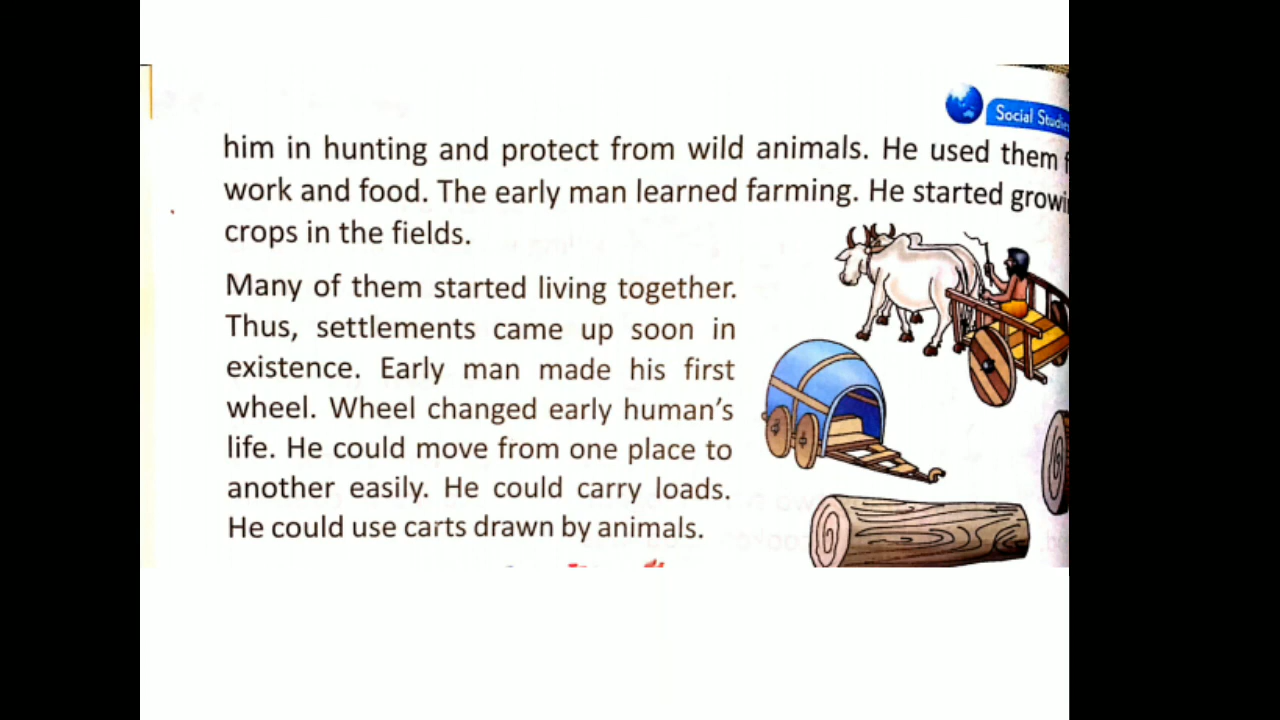 Social Studies
him in hunting and protect from wild animals. He used them
work and food. The early man learned farming. He started
crops in the fields.
Many of them started living together.
Thus, settlements came up soon in
existence. Early man made his first
wheel. Wheel changed early human's
life. He could move from one place to
another easily. He could carry loads.
He could use carts drawn by animals.